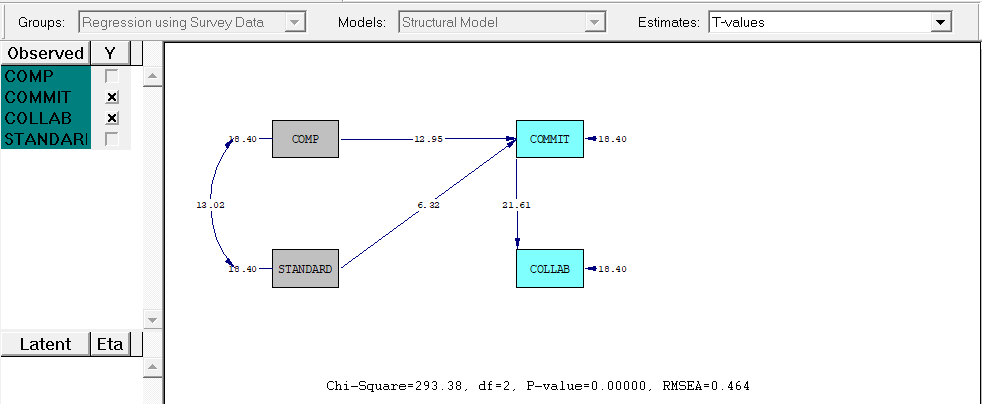 Groups: Regression using Survey Data Models: Structural Model Estimates: T-values
Observed Y
COMP
COMMIT
COLLAB
STANDARI
18.40 COMP 12.95 COMMIT 18.40
13.02 6.32 21.61
18.40 STANDARD COLLAB 18.40
Latent Eta
Chi-Square=293.38, df=2, P-value=0.00000, RMSEA=0.464